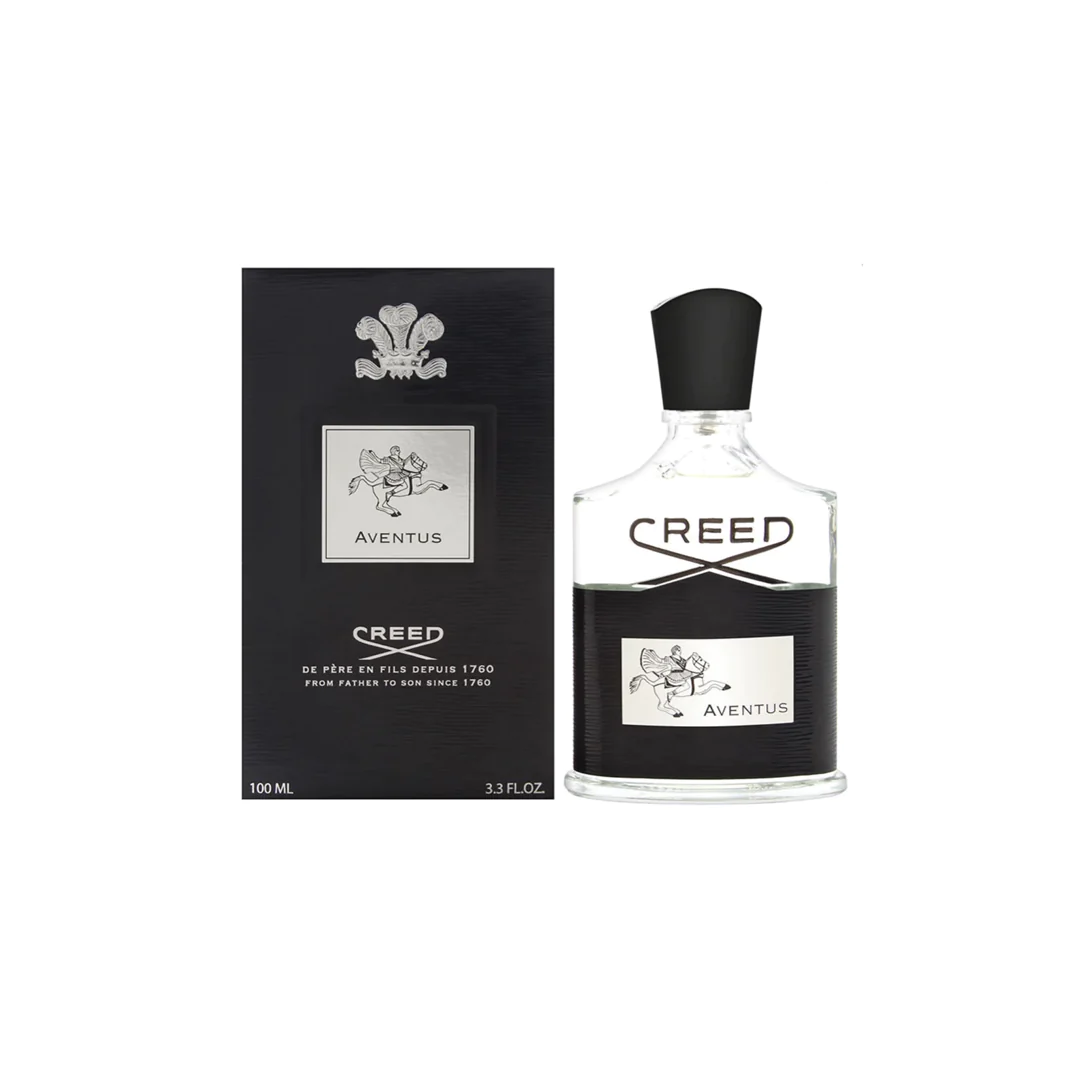 AVENTUS
CREED
DE PÈRE EN FILS DEPUIS 1760
FROM FATHER TO SON SINCE 1760
100 ML
3.3 FL.OZ.
CREED
AVENTUS